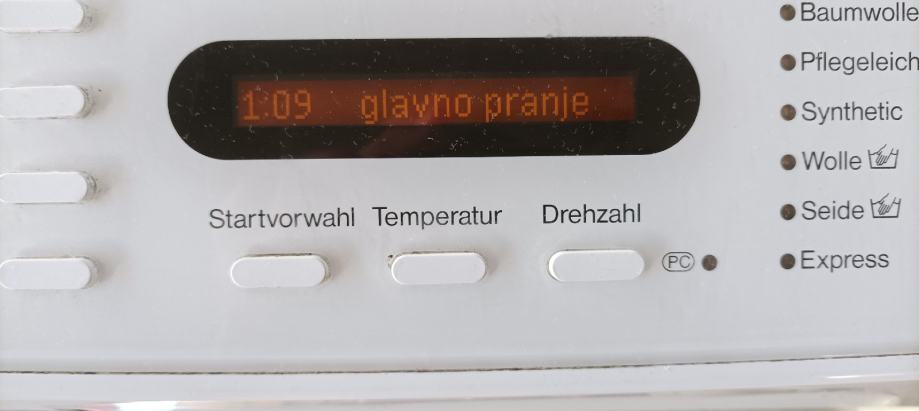 1:09 glavno pranje
Startvorwahl Temperatur Drehzahl
PC
Baumwolle
Pflegeleich
Synthetic
Wolle
Seide
Express